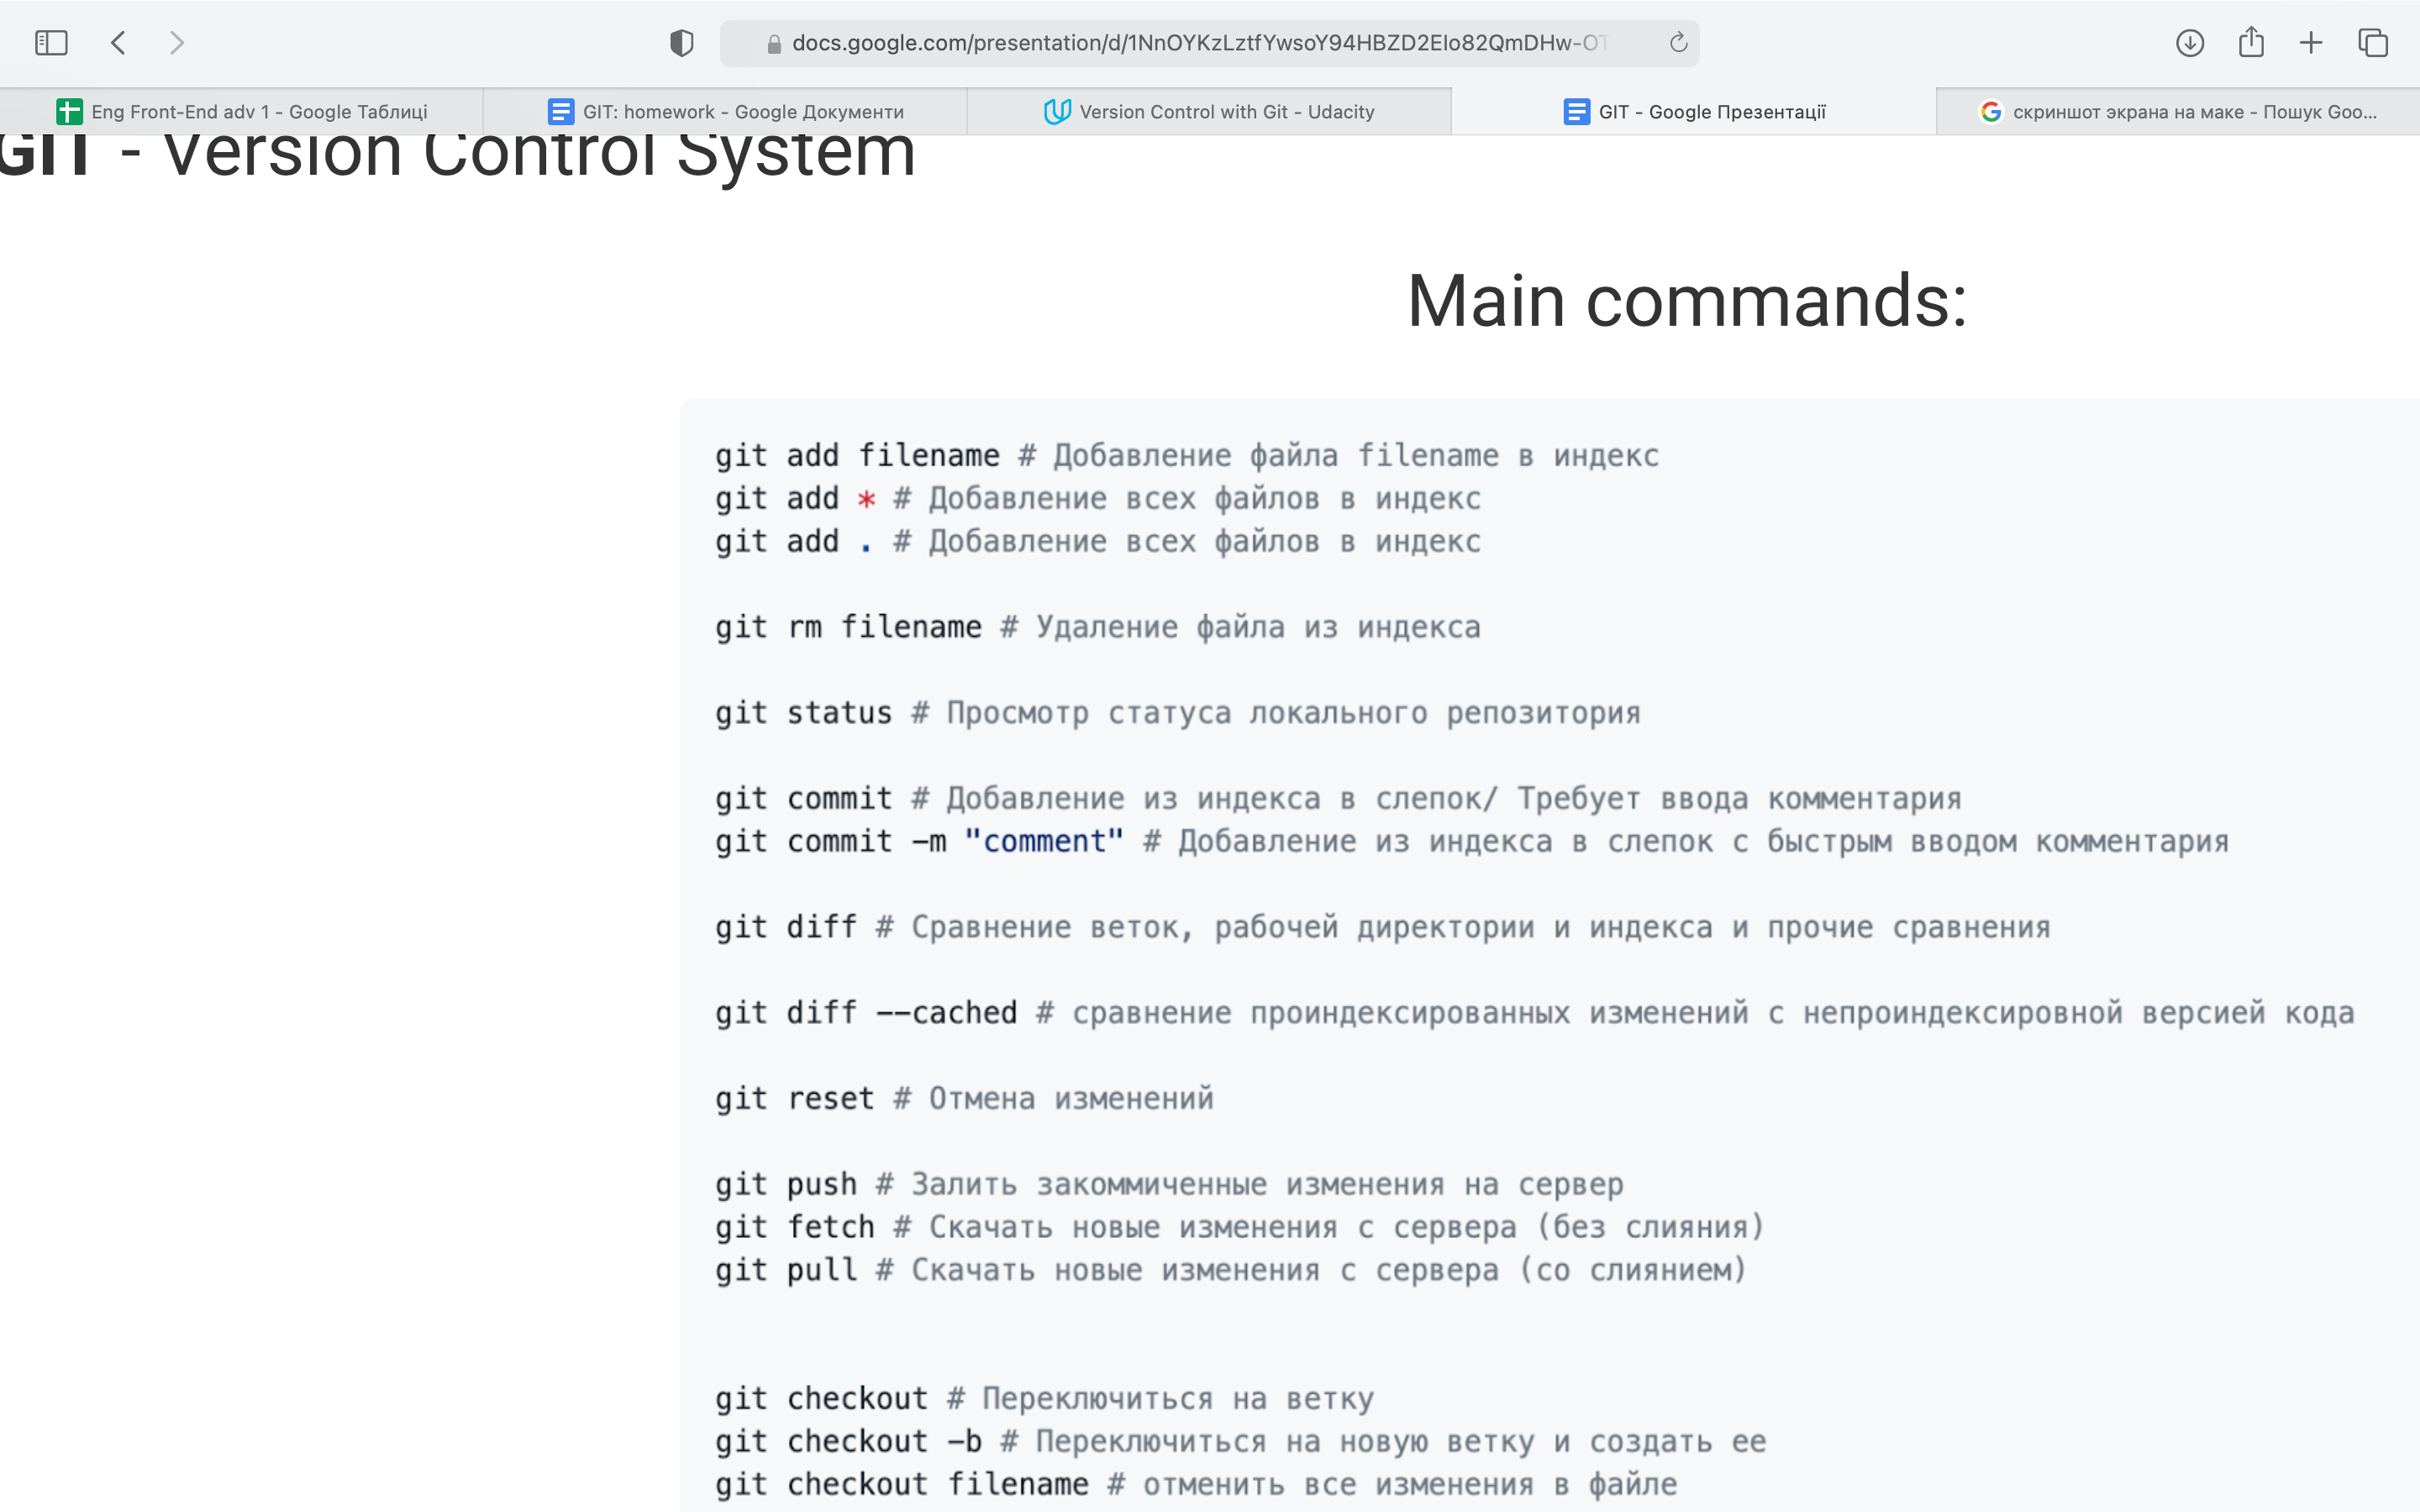 docs.google.com/presentation/d/1NnOYKzLztfYwsoY94HBZD2Elo82QmDHw-OT
Eng Front-End adv 1 - Google Таблиці
GIT: homework - Google Документи
Version Control with Git - Udacity
GIT - Google Презентації
скриншот экрана на маке - Пошук Goo...
GIT - Version Control System
Main commands:
git add filename # Добавление файла filename в индекс
git add * # Добавление всех файлов в индекс
git add . # Добавление всех файлов в индекс
git rm filename # Удаление файла из индекса
git status # Просмотр статуса локального репозитория
git commit # Добавление из индекса в слепок/ Требует ввода комментария
git commit -m "comment" # Добавление из индекса в слепок с быстрым вводом комментария
git diff # Сравнение веток, рабочей директории и индекса и прочие сравнения
git diff --cached # сравнение проиндексированных изменений с непроиндексировной версией кода
git reset # Отмена изменений
git push # Залить закоммиченные изменения на сервер
git fetch # Скачать новые изменения с сервера (без слияния)
git pull # Скачать новые изменения с сервера (со слиянием)
git checkout # Переключиться на ветку
git checkout -b # Переключиться на новую ветку и создать ее
git checkout filename # отменить все изменения в файле